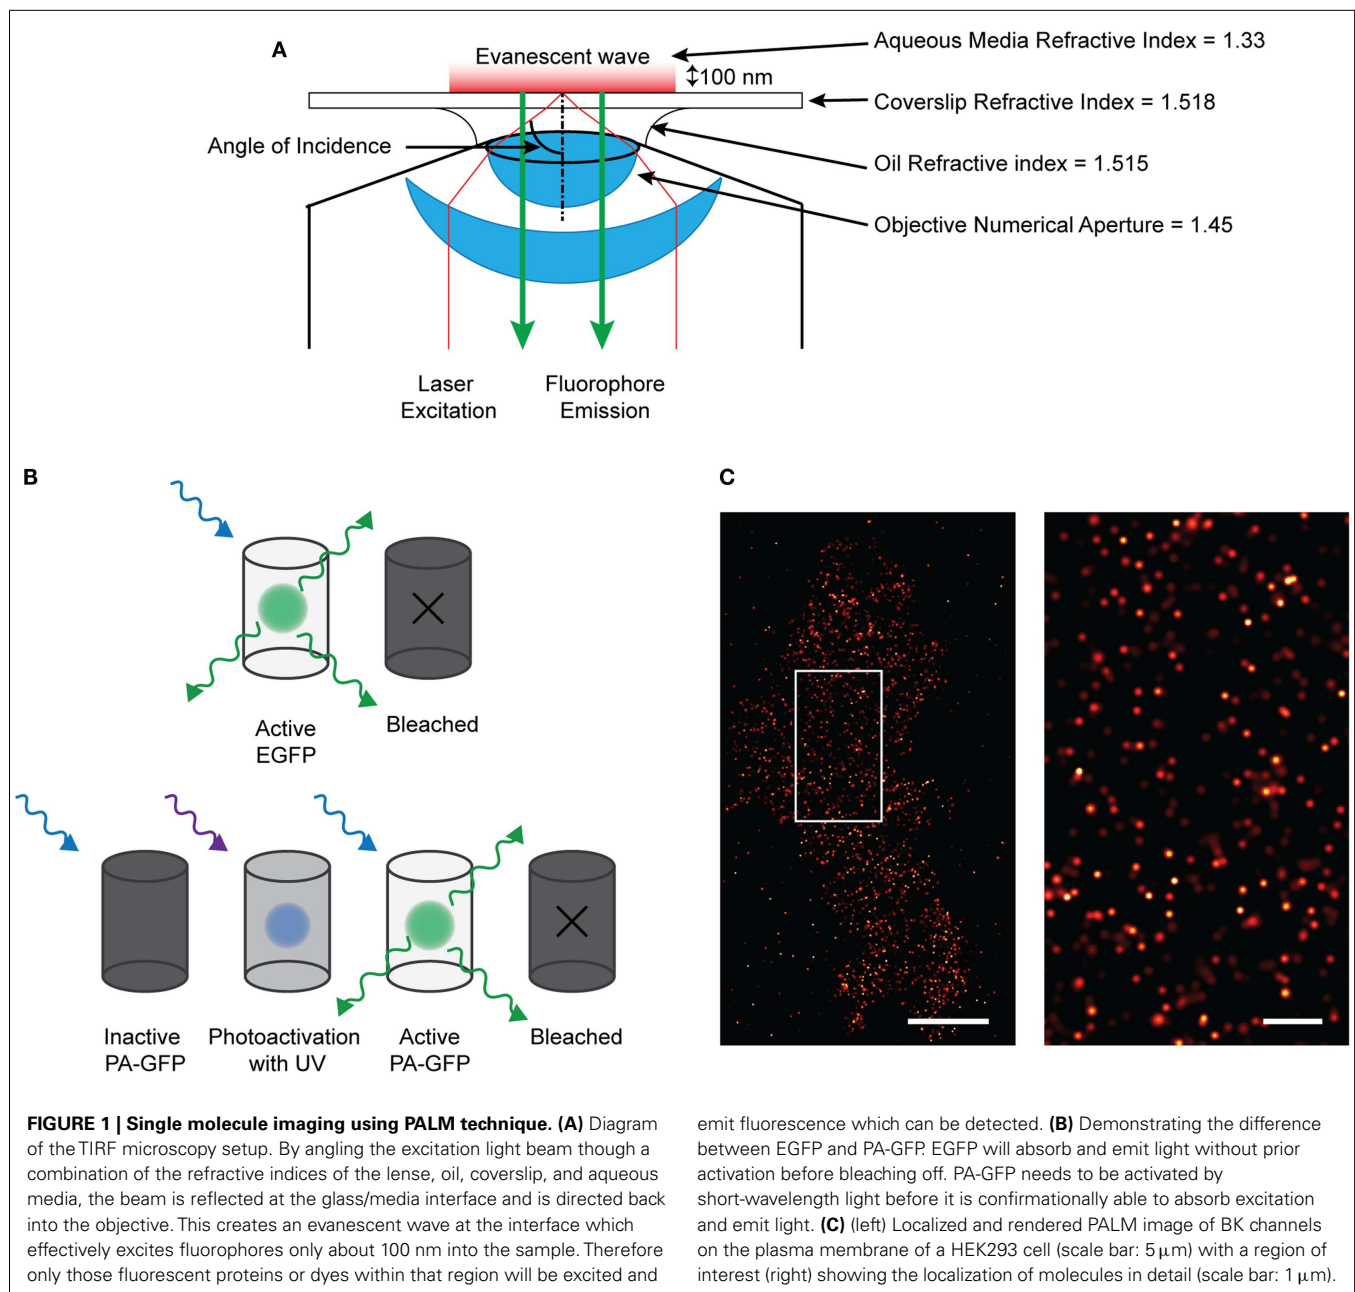 A
Evanescent wave
Aqueous Media Refractive Index = 1.33
100 nm
Coverslip Refractive Index = 1.518
Angle of Incidence
Oil Refractive index = 1.515
Objective Numerical Aperture = 1.45
Laser
Excitation
Fluorophore
Emission
B
Active
EGFP
Bleached
Inactive
PA-GFP
Photoactivation
with UV
Active
PA-GFP
Bleached
C
FIGURE 1 | Single molecule imaging using PALM technique. (A) Diagram
of the TIRF microscopy setup. By angling the excitation light beam though a
combination of the refractive indices of the lense, oil, coverslip, and aqueous
media, the beam is reflected at the glass/media interface and is directed back
into the objective. This creates an evanescent wave at the interface which
effectively excites fluorophores only about 100 nm into the sample. Therefore
only those fluorescent proteins or dyes within that region will be excited and
emit fluorescence which can be detected. (B) Demonstrating the difference
between EGFP and PA-GFP. EGFP will absorb and emit light without prior
activation before bleaching off. PA-GFP needs to be activated by
short-wavelength light before it is confirmationally able to absorb excitation
and emit light. (C) (left) Localized and rendered PALM image of BK channels
on the plasma membrane of a HEK293 cell (scale bar: 5 μm) with a region of
interest (right) showing the localization of molecules in detail (scale bar: 1 μm).